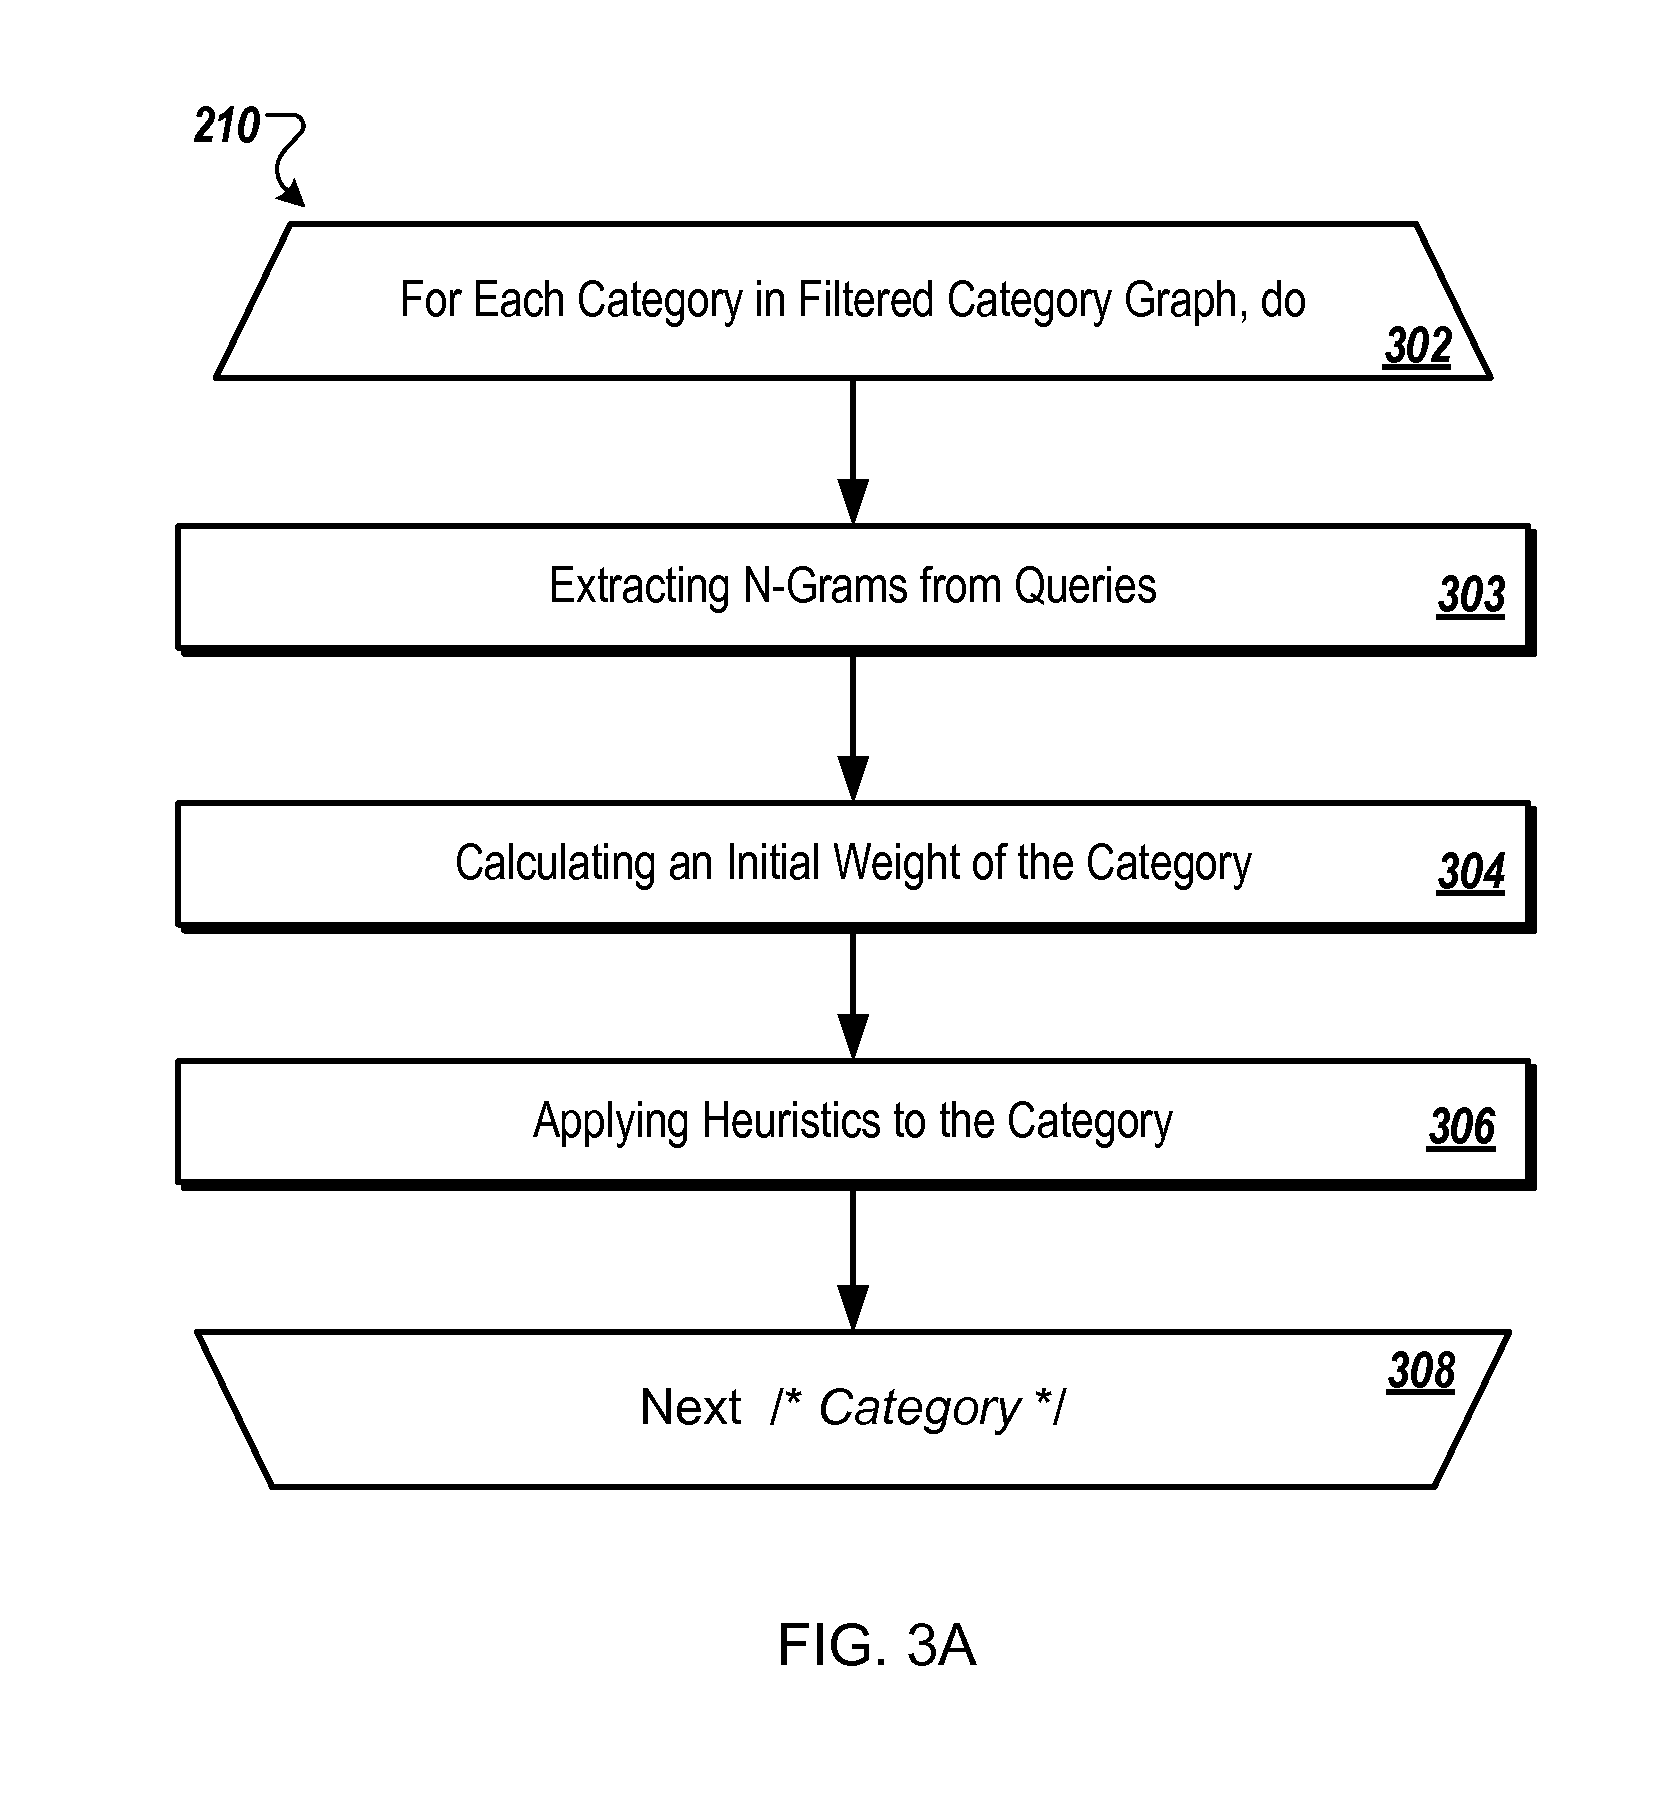 210
For Each Category in Filtered Category Graph, do
302
Extracting N-Grams from Queries
303
Calculating an Initial Weight of the Category
304
Applying Heuristics to the Category
306
308
Next /* Category */
FIG. 3A